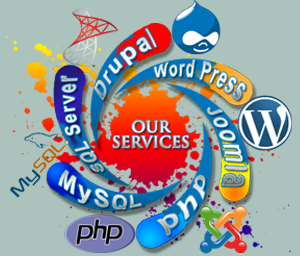 Drupal
Word Press
Joomla
php
MySQL
SQL Server
OUR
SERVICES
MySQL
php